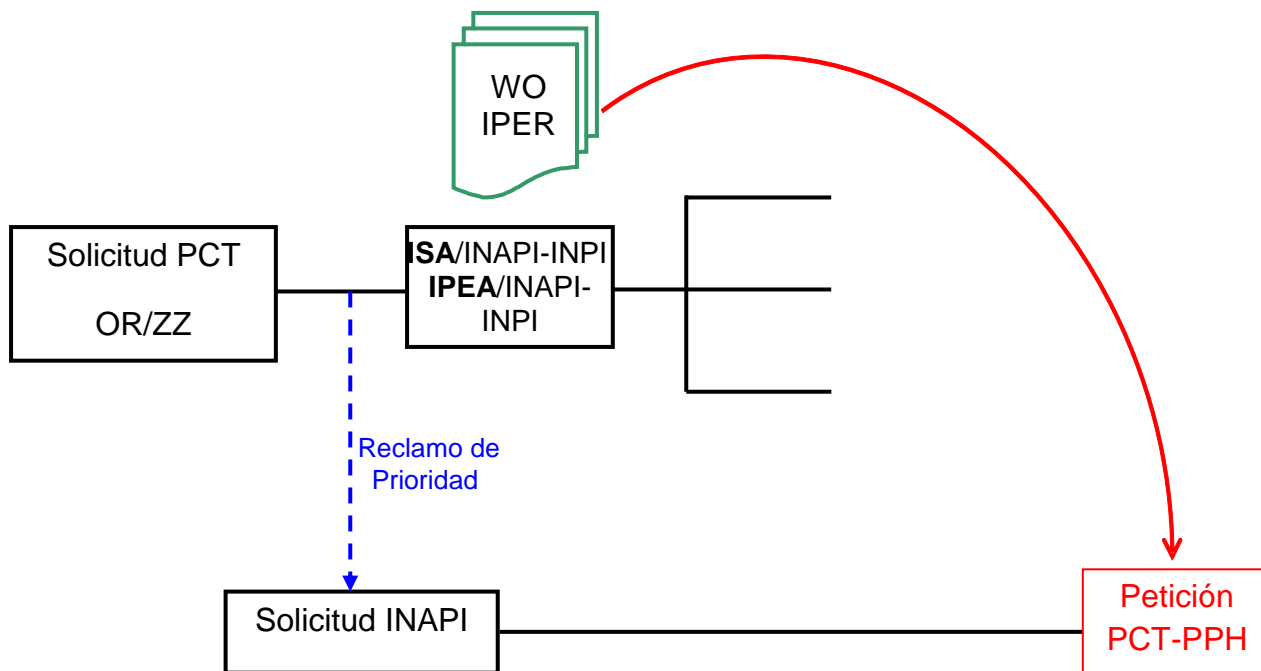 WO
IPER
Solicitud PCT
OR/ZZ
ISA/INAPI-INPI
IPEA/INAPI-
INPI
Reclamo de
Prioridad
Solicitud INAPI
Petición
PCT-PPH